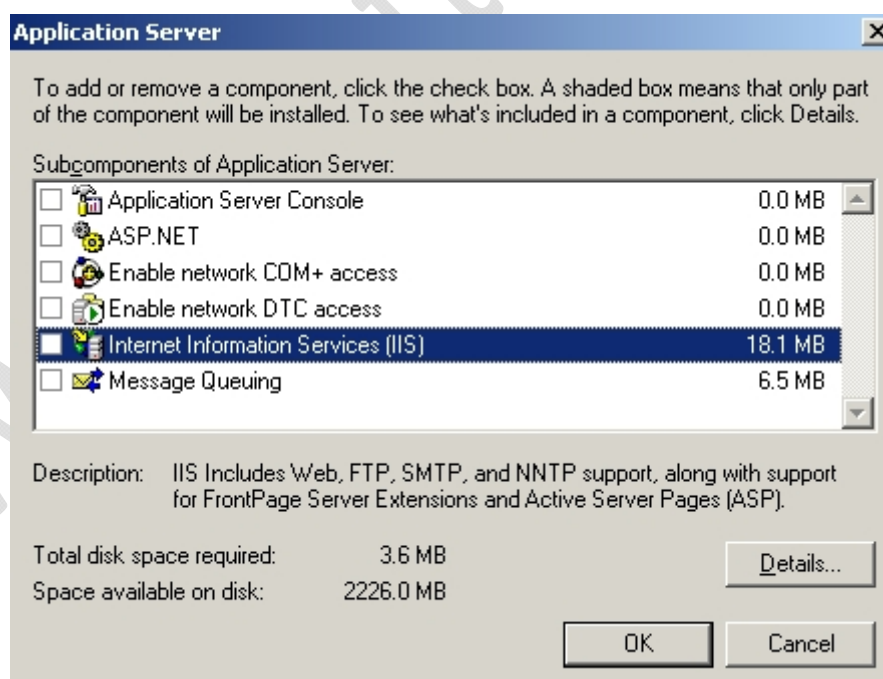 Application Server
To add or remove a component, click the check box. A shaded box means that only part
of the component will be installed. To see what's included in a component, click Details.
Subcomponents of Application Server:
Application Server Console 0.0 MB
ASP.NET 0.0 MB
Enable network COM+ access 0.0 MB
Enable network DTC access 0.0 MB
Internet Information Services (IIS) 18.1 MB
Message Queuing 6.5 MB
Description: IIS Includes Web, FTP, SMTP, and NNTP support, along with support
for FrontPage Server Extensions and Active Server Pages (ASP).
Total disk space required: 3.6 MB
Details...
Space available on disk: 2226.0 MB
OK Cancel